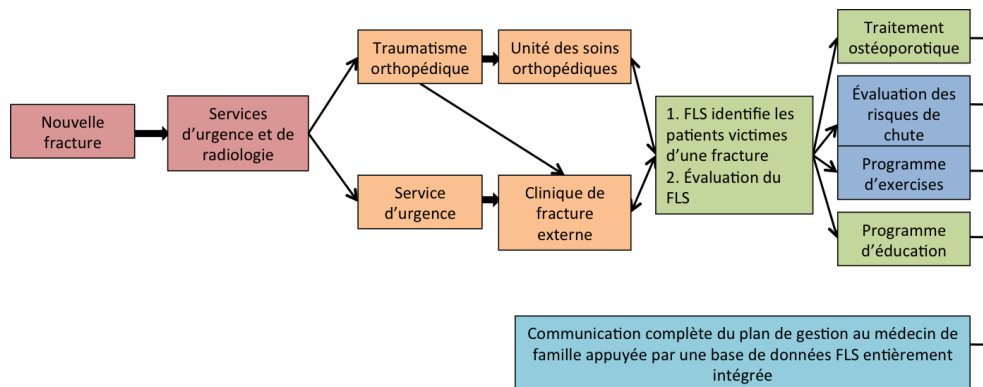 Nouvelle
fracture
Services
d’urgence et de
radiologie
Traumatisme
orthopédique
Unité des soins
orthopédiques
Service
d’urgence
Clinique de
fracture
externe
1. FLS identifie les
patients victimes
d’une fracture
2. Évaluation du
FLS
Traitement
ostéoporotique
Évaluation des
risques de
chute
Programme
d’exercises
Programme
d’éducation
Communication complète du plan de gestion au médecin de
famille appuyée par une base de données FLS entièrement
intégrée